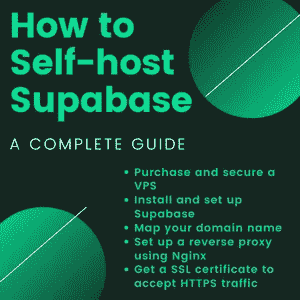 How to
Self-host
Supabase
A COMPLETE GUIDE
• Purchase and secure a
VPS
• Install and set up
Supabase
• Map your domain name
• Set up a reverse proxy
using Nginx
• Get a SSL certificate to
accept HTTPS traffic